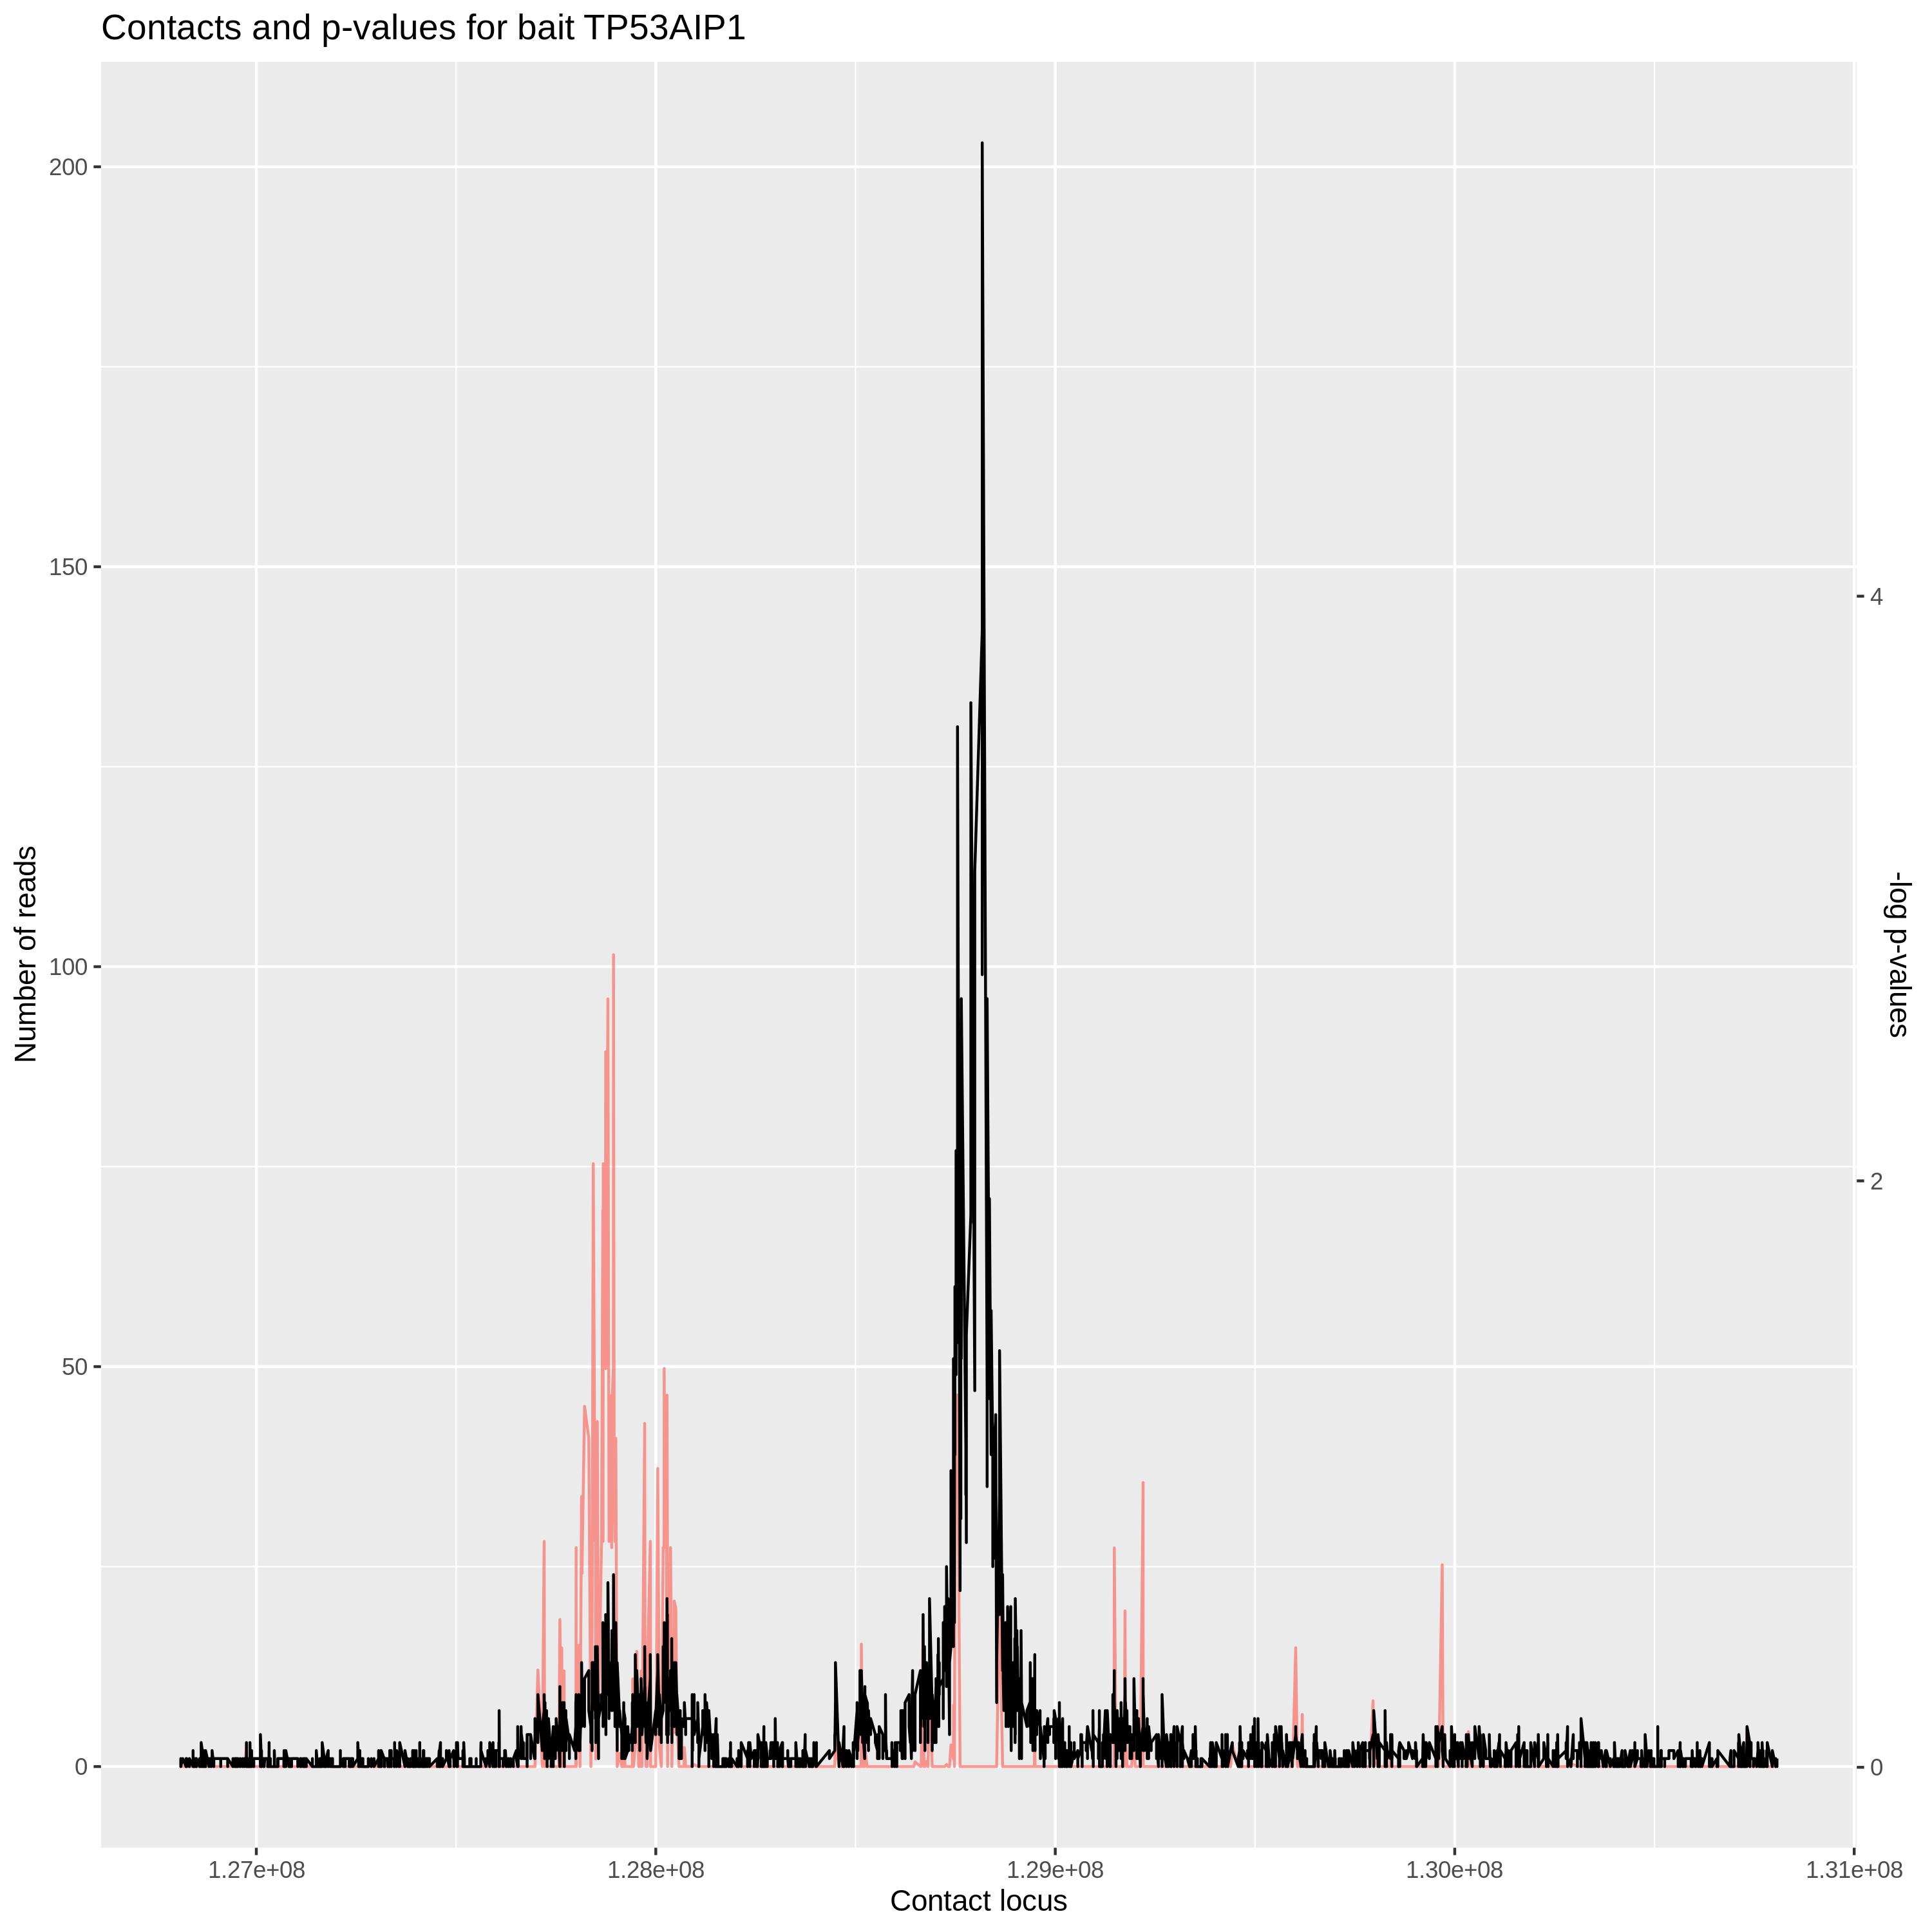 Contacts and p-values for bait TP53AIP1
200
150
100
50
0
Number of reads
4
2
0
-log p-values
1.27e+08
1.28e+08
1.29e+08
1.30e+08
1.31e+08
Contact locus